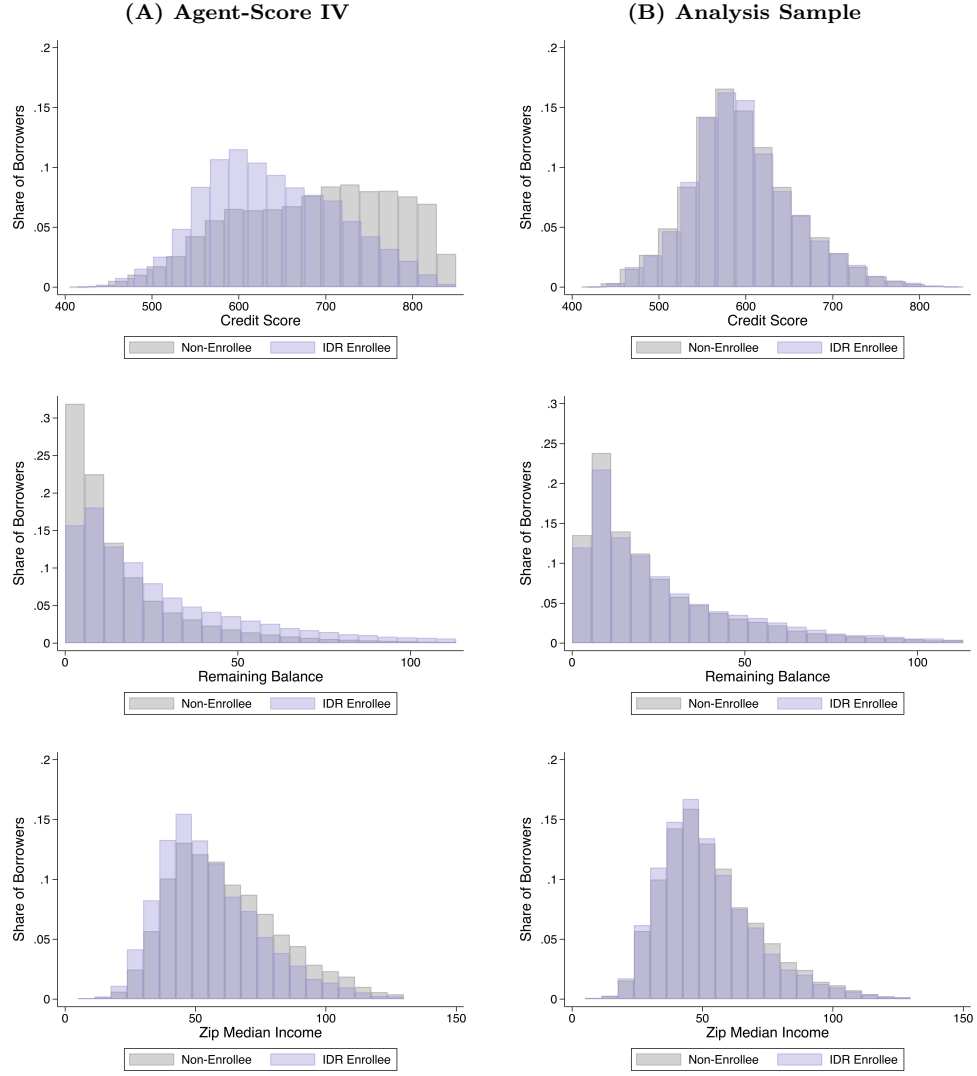 (A) Agent-Score IV
(B) Analysis Sample
.2
.15
.1
.05
0
Share of Borrowers
400 500 600 700 800
Credit Score
Non-Enrollee IDR Enrollee
.2
.15
.1
.05
0
Share of Borrowers
400 500 600 700 800
Credit Score
Non-Enrollee IDR Enrollee
.3
.25
.2
.15
.1
.05
0
Share of Borrowers
0 50 100
Remaining Balance
Non-Enrollee IDR Enrollee
.3
.25
.2
.15
.1
.05
0
Share of Borrowers
0 50 100
Remaining Balance
Non-Enrollee IDR Enrollee
.2
.15
.1
.05
0
Share of Borrowers
0 50 100 150
Zip Median Income
Non-Enrollee IDR Enrollee
.2
.15
.1
.05
0
Share of Borrowers
0 50 100 150
Zip Median Income
Non-Enrollee IDR Enrollee